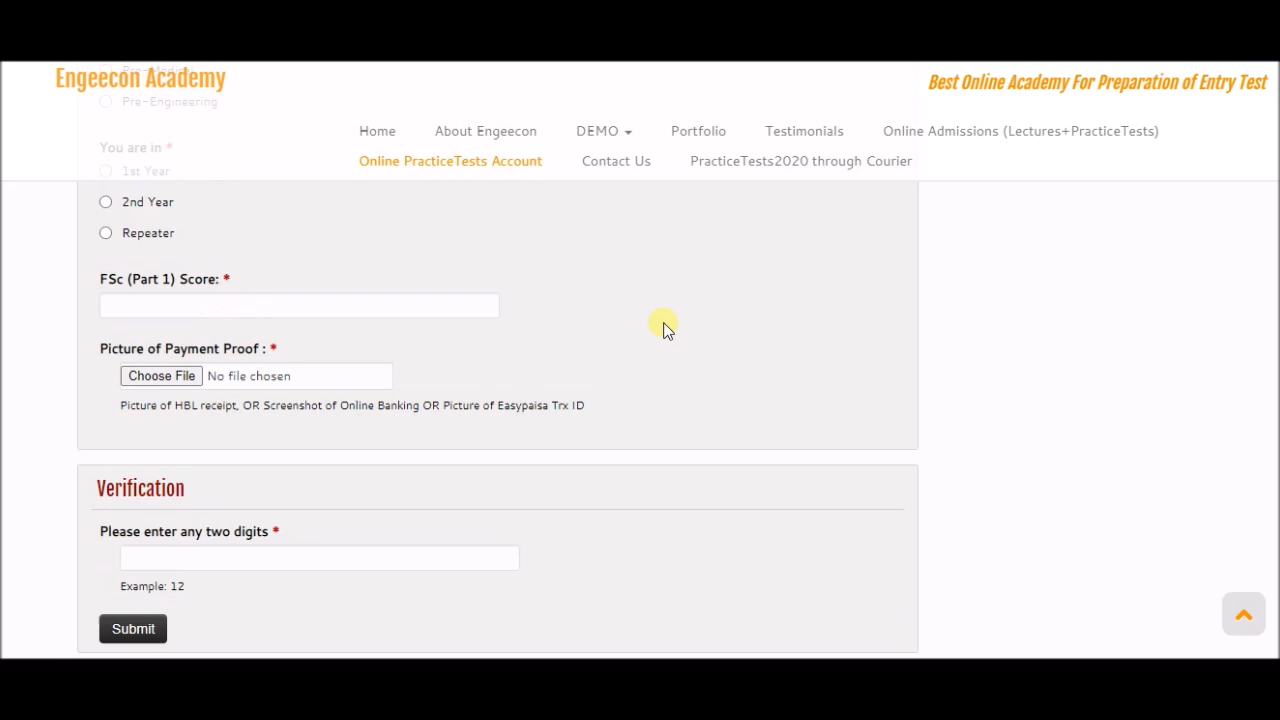 Engeecon Academy
Best Online Academy For Preparation of Entry Test
Pre-Medical
Pre-Engineering
Home About Engeecon DEMO Portfolio Testimonials Online Admissions (Lectures+PracticeTests)
Online PracticeTests Account Contact Us PracticeTests2020 through Courier
You are in *
1st Year
2nd Year
Repeater
FSc (Part 1) Score: *
Picture of Payment Proof : *
Choose File No file chosen
Picture of HBL receipt, OR Screenshot of Online Banking OR Picture of Easypaisa Trx ID
Verification
Please enter any two digits *
Example: 12
Submit